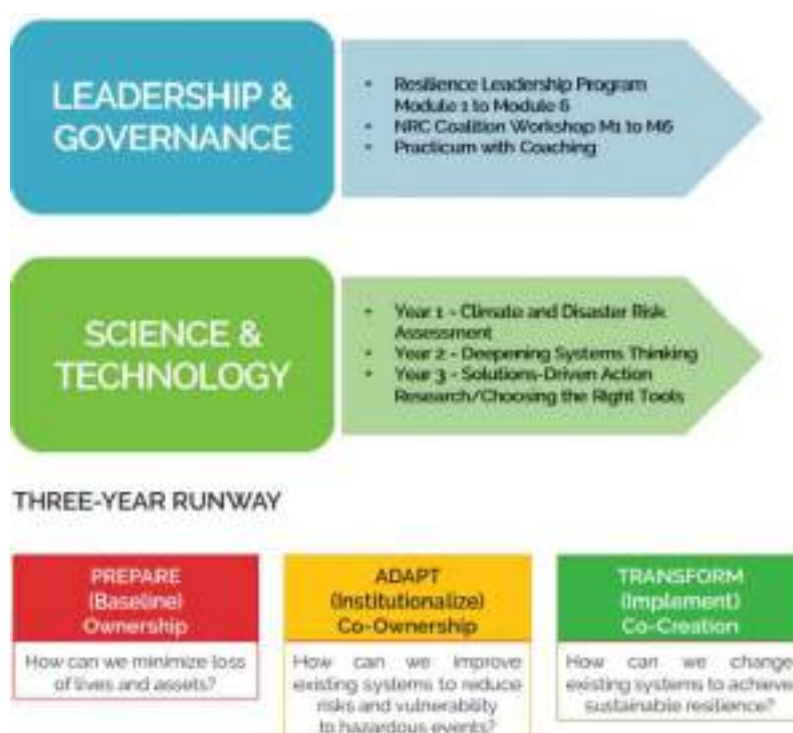 LEADERSHIP &
GOVERNANCE
• Resilience Leadership Program
Module 1 to Module 6
• NRC Coalition Workshop M1 to M6
• Practicum with Coaching
SCIENCE &
TECHNOLOGY
• Year 1 - Climate and Disaster Risk
Assessment
• Year 2 - Deepening Systems Thinking
• Year 3 - Solutions-Driven Action
Research/Choosing the Right Tools
THREE-YEAR RUNWAY
PREPARE
(Baseline)
Ownership
How can we minimize loss
of lives and assets?
ADAPT
(Institutionalize)
Co-Ownership
How can we improve
existing systems to reduce
risks and vulnerability
to hazardous events?
TRANSFORM
(Implement)
Co-Creation
How can we change
existing systems to achieve
sustainable resilience?